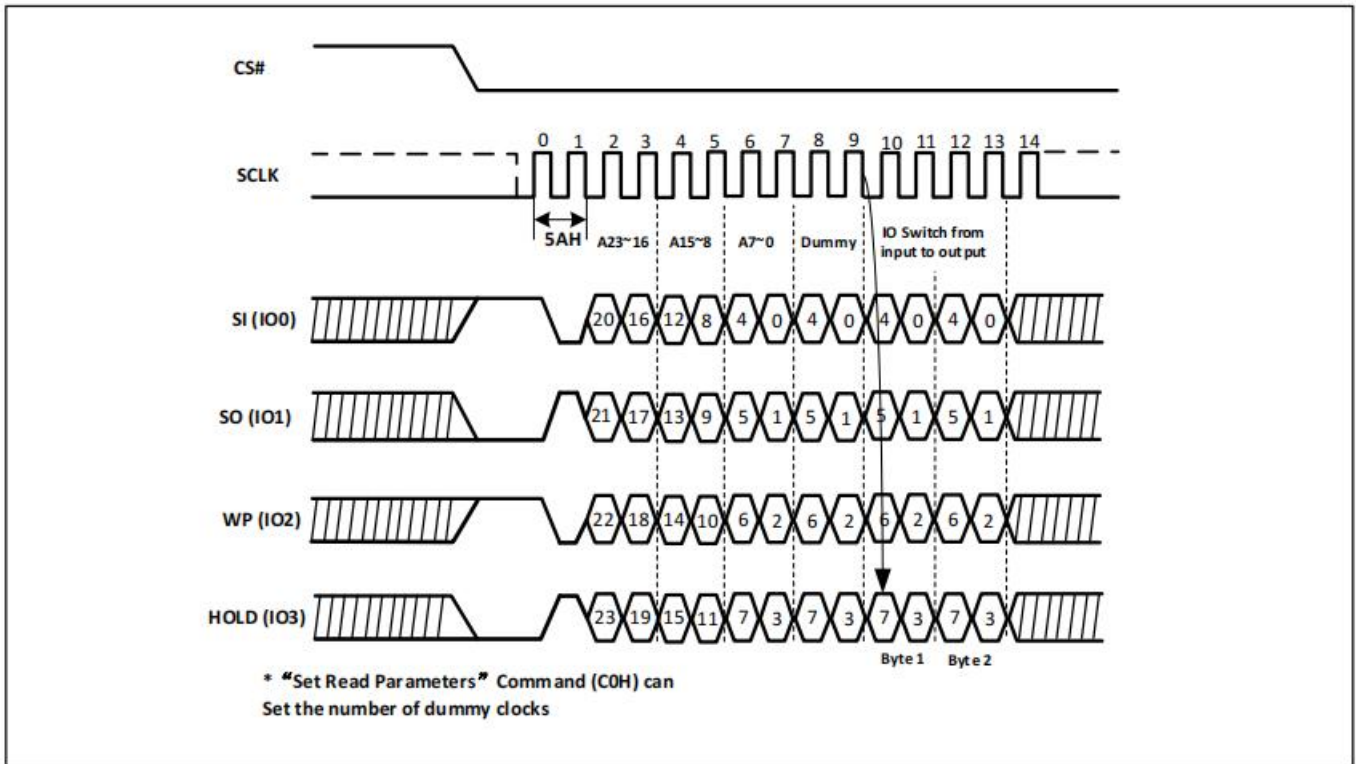 CS#
0 1 2 3 4 5 6 7 8 9 10 11 12 13 14
SCLK
5AH A23~16 A15~8 A7~0 Dummy IO Switch from
input to output
SI (IO0) 20 16 12 8 4 0 4 0 4 0 4 0
SO (IO1) 21 17 13 9 5 1 5 1 5 1 5 1
WP (IO2) 22 18 14 10 6 2 6 2 6 2 6 2
HOLD (IO3) 23 19 15 11 7 3 7 3 7 3 7 3
Byte 1 Byte 2
* “Set Read Parameters” Command (C0H) can
Set the number of dummy clocks